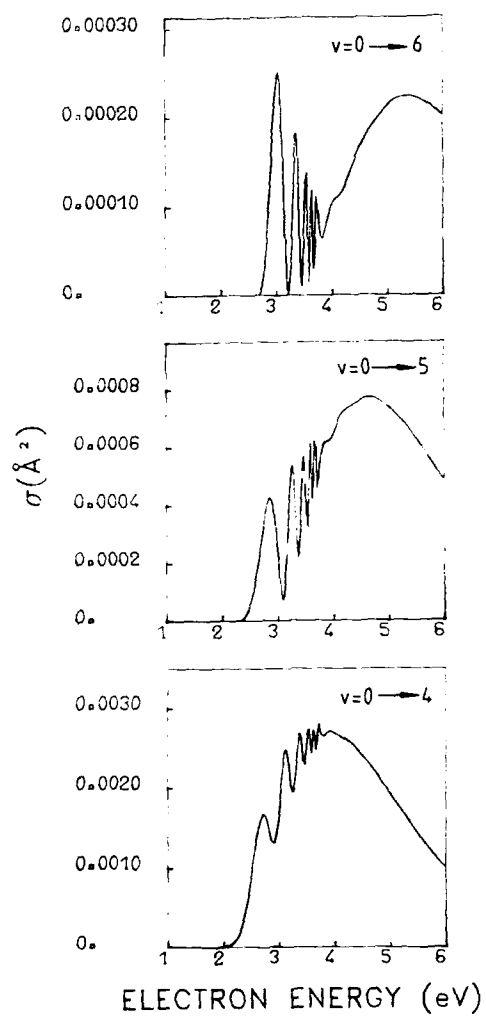 0.00030
v=0→6
0.00020
0.00010
0.
1 2 3 4 5 6
v=0→5
0.0008
0.0006
σ(Å²)
0.0004
0.0002
0.
1 2 3 4 5 6
v=0→4
0.0030
0.0020
0.0010
0.
1 2 3 4 5 6
ELECTRON ENERGY (eV)